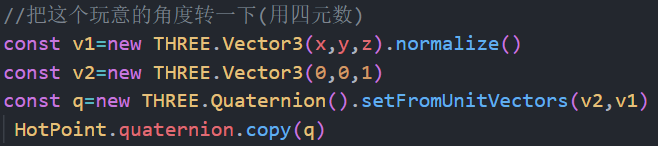 //把这个玩意的角度转一下(用四元数)
const v1=new THREE.Vector3(x,y,z).normalize()
const v2=new THREE.Vector3(0,0,1)
const q=new THREE.Quaternion().setFromUnitVectors(v2,v1)
HotPoint.quaternion.copy(q)